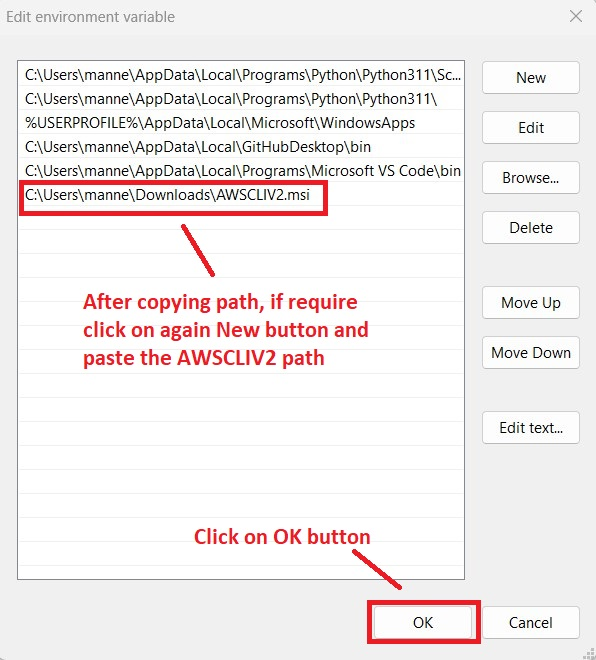 Edit environment variable
C:\Users\manne\AppData\Local\Programs\Python\Python311\Sc...
C:\Users\manne\AppData\Local\Programs\Python\Python311\
%USERPROFILE%\AppData\Local\Microsoft\WindowsApps
C:\Users\manne\AppData\Local\GitHubDesktop\bin
C:\Users\manne\AppData\Local\Programs\Microsoft VS Code\bin
C:\Users\manne\Downloads\AWSCLIV2.msi
After copying path, if require
click on again New button and
paste the AWSCLIV2 path
Click on OK button
New
Edit
Browse...
Delete
Move Up
Move Down
Edit text...
OK
Cancel